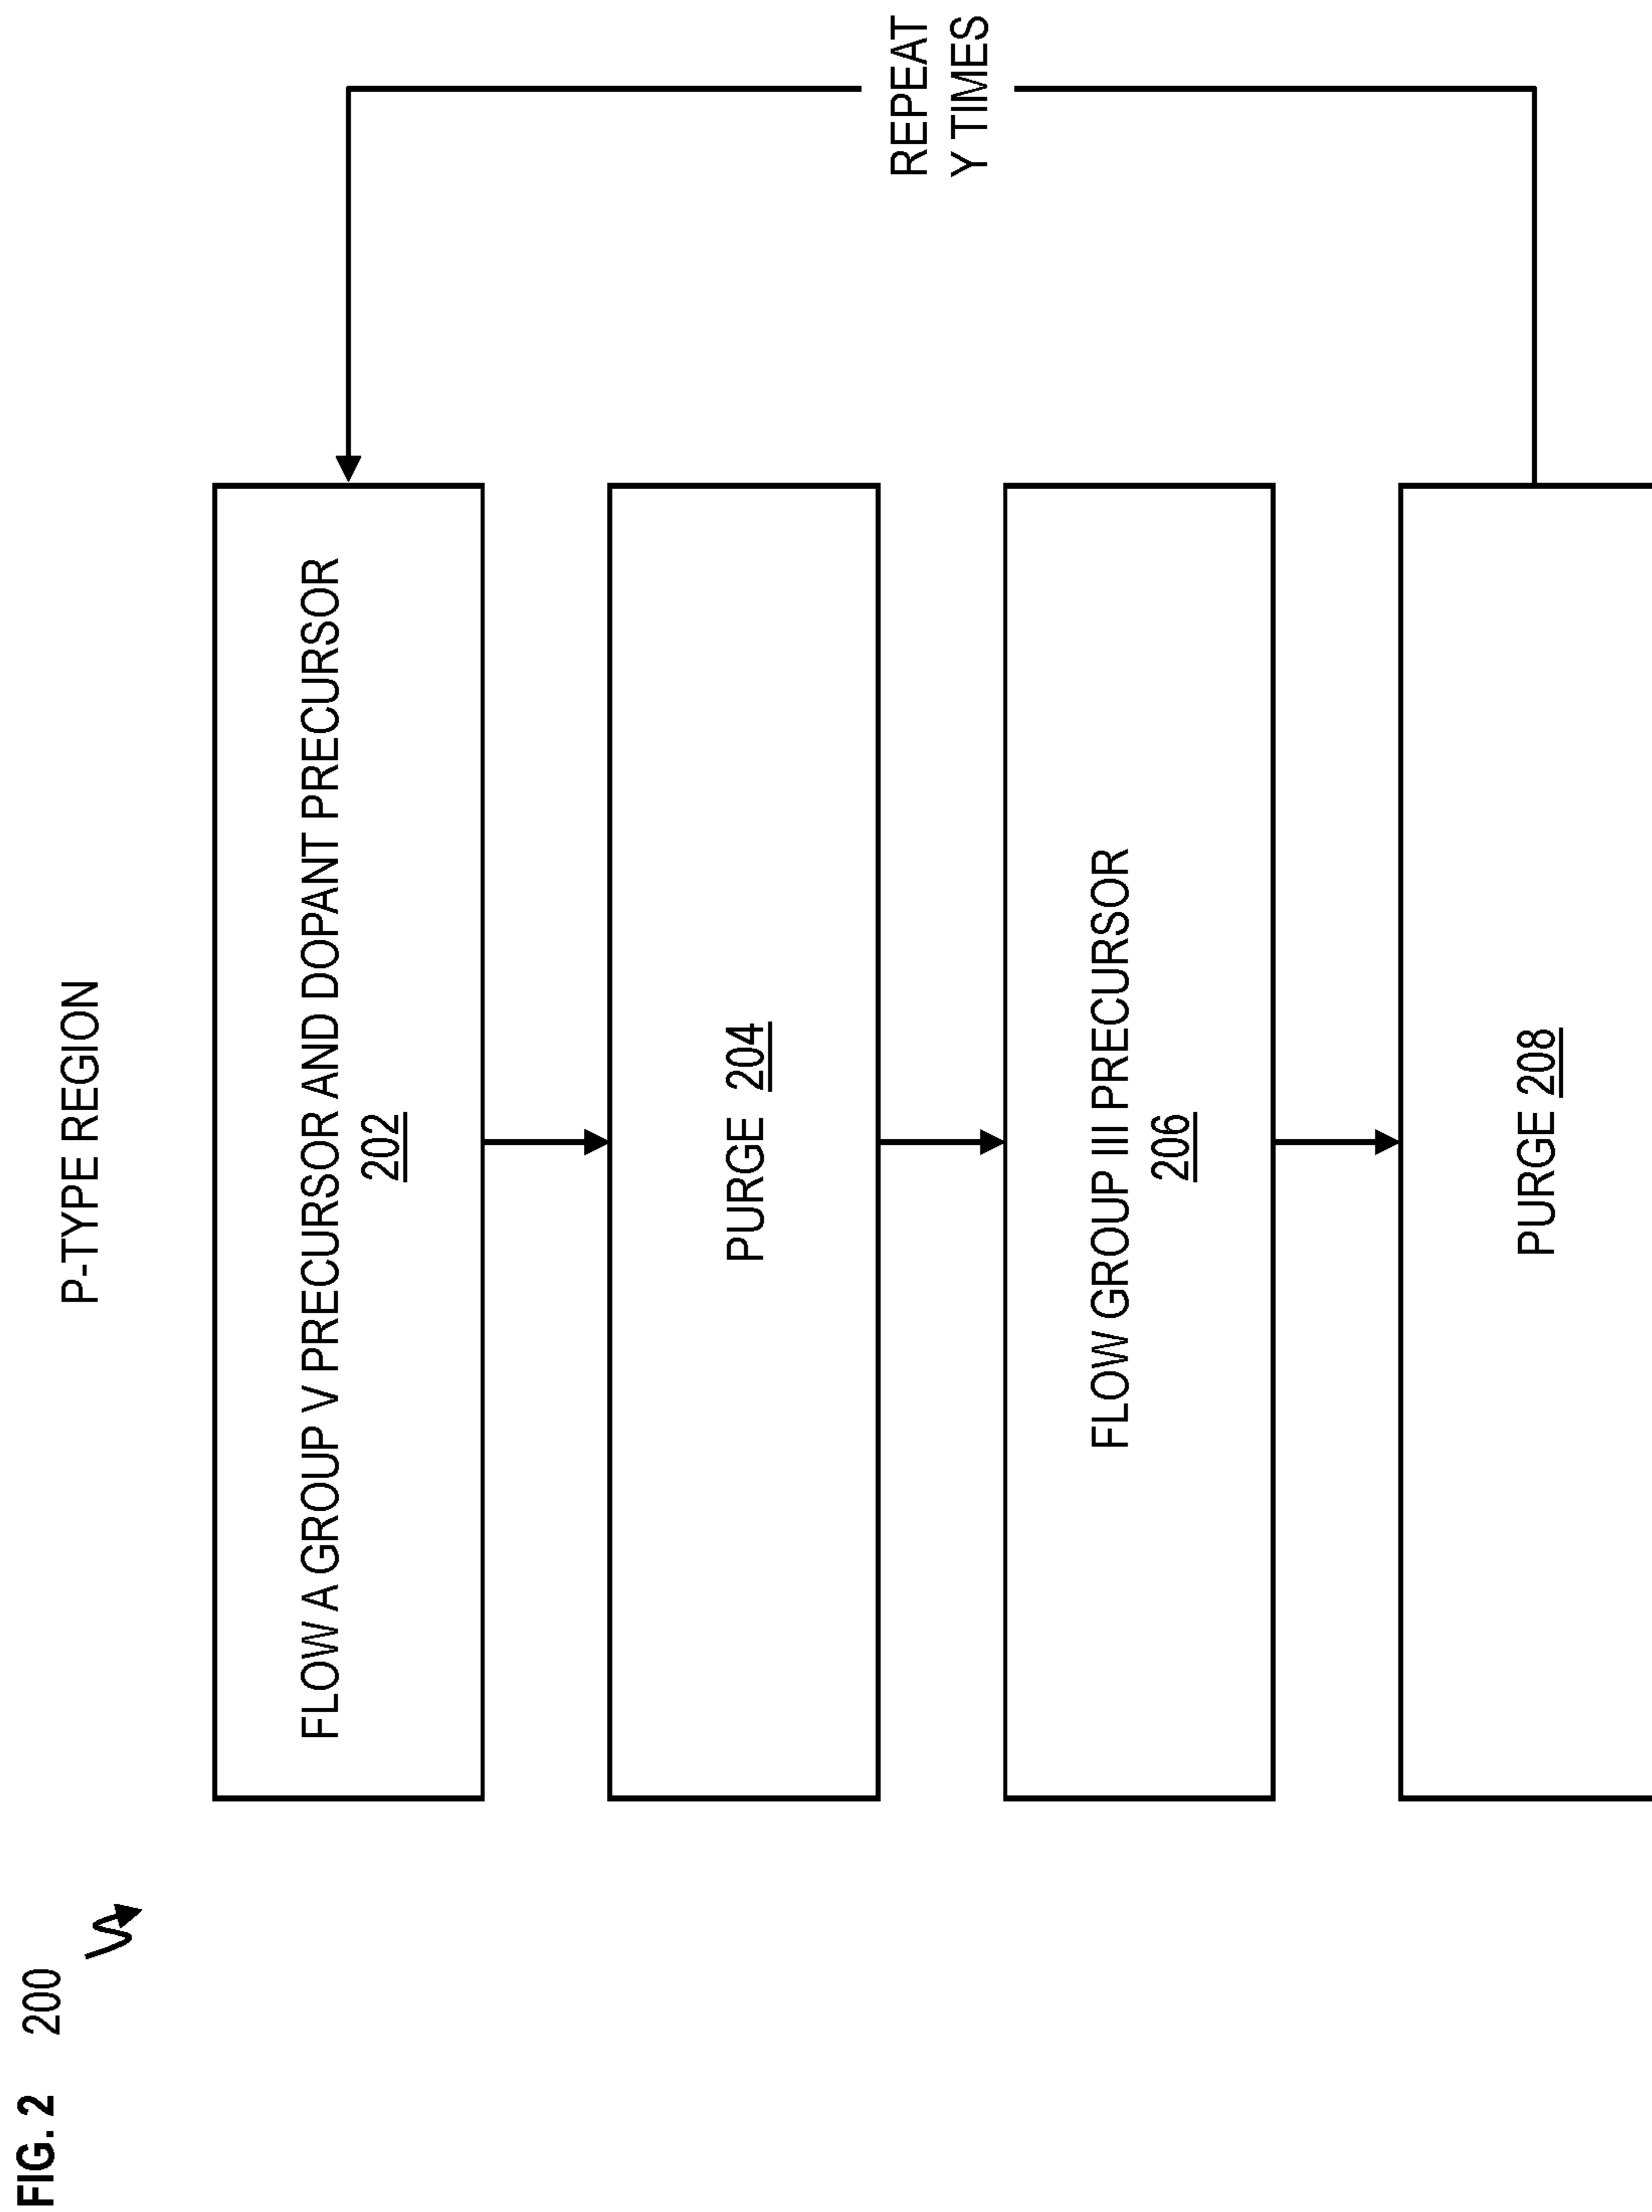 FIG. 2
200
P-TYPE REGION
FLOW A GROUP V PRECURSOR AND DOPANT PRECURSOR
202
PURGE 204
FLOW GROUP III PRECURSOR
206
PURGE 208
REPEAT
Y TIMES